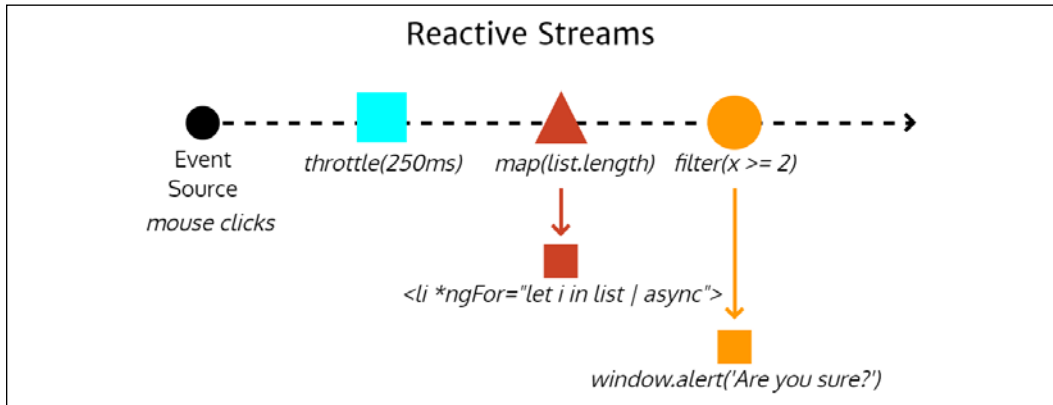 Reactive Streams
Event
Source
mouse clicks
throttle(250ms)
map(list.length)
filter(x >= 2)
<li *ngFor="let i in list | async">
window.alert('Are you sure?')